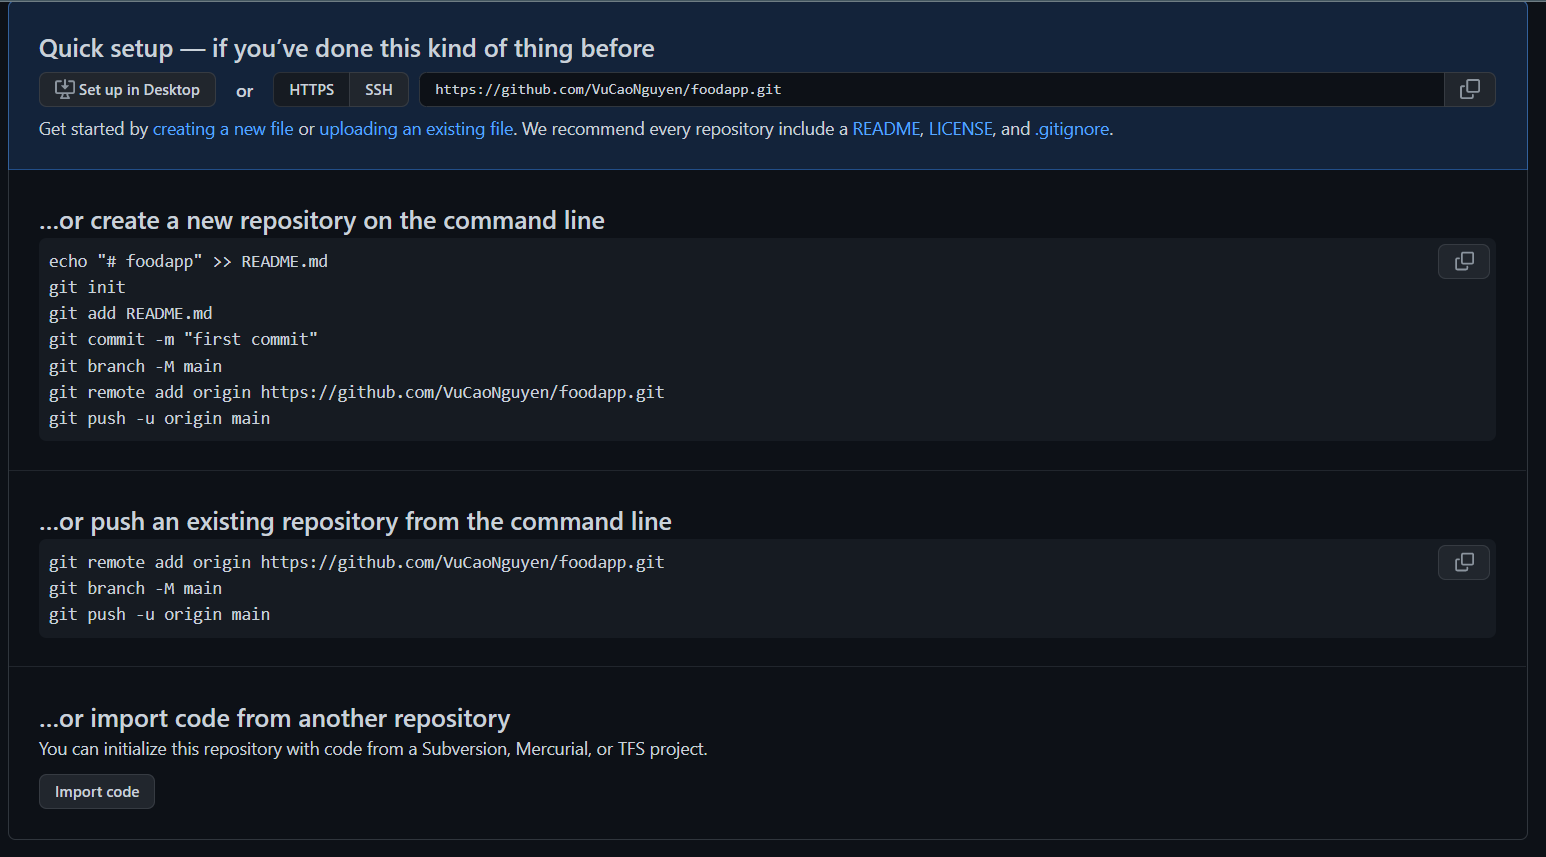 Quick setup — if you’ve done this kind of thing before
Set up in Desktop or HTTPS SSH https://github.com/VuCaoNguyen/foodapp.git
Get started by creating a new file or uploading an existing file. We recommend every repository include a README, LICENSE, and .gitignore.
…or create a new repository on the command line
echo "# foodapp" >> README.md
git init
git add README.md
git commit -m "first commit"
git branch -M main
git remote add origin https://github.com/VuCaoNguyen/foodapp.git
git push -u origin main
…or push an existing repository from the command line
git remote add origin https://github.com/VuCaoNguyen/foodapp.git
git branch -M main
git push -u origin main
…or import code from another repository
You can initialize this repository with code from a Subversion, Mercurial, or TFS project.
Import code